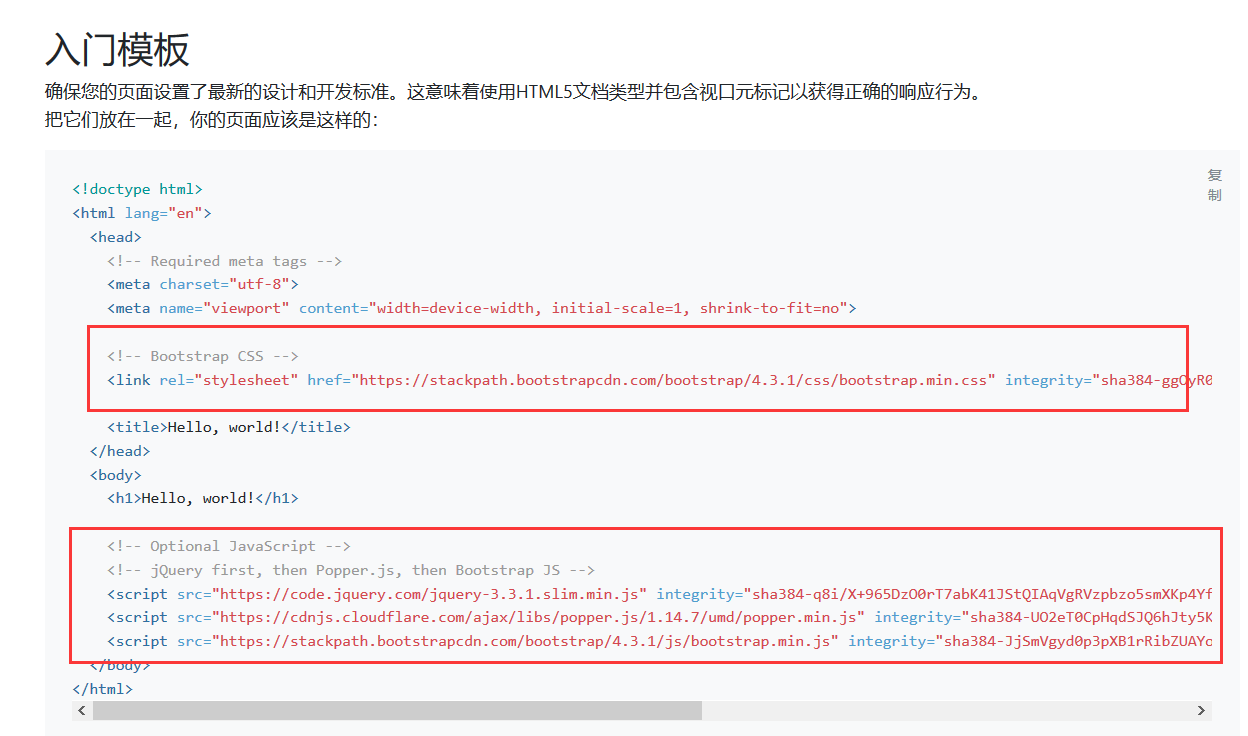 入门模板
确保您的页面设置了最新的设计和开发标准。这意味着使用HTML5文档类型并包含视口元标记以获得正确的响应行为。
把它们放在一起，你的页面应该是这样的：
复
制
<!doctype html>
<html lang="en">
<head>
<!-- Required meta tags -->
<meta charset="utf-8">
<meta name="viewport" content="width=device-width, initial-scale=1, shrink-to-fit=no">
<!-- Bootstrap CSS -->
<link rel="stylesheet" href="https://stackpath.bootstrapcdn.com/bootstrap/4.3.1/css/bootstrap.min.css" integrity="sha384-ggOyR0
<title>Hello, world!</title>
</head>
<body>
<h1>Hello, world!</h1>
<!-- Optional JavaScript -->
<!-- jQuery first, then Popper.js, then Bootstrap JS -->
<script src="https://code.jquery.com/jquery-3.3.1.slim.min.js" integrity="sha384-q8i/X+965DzO0rT7abK41JStQIAqVgRVzpbzo5smXKp4Yf
<script src="https://cdnjs.cloudflare.com/ajax/libs/popper.js/1.14.7/umd/popper.min.js" integrity="sha384-UO2eT0CpHqdSJQ6hJty5K
<script src="https://stackpath.bootstrapcdn.com/bootstrap/4.3.1/js/bootstrap.min.js" integrity="sha384-JjSmVgyd0p3pXB1rRibZUAYo
</body>
</html>